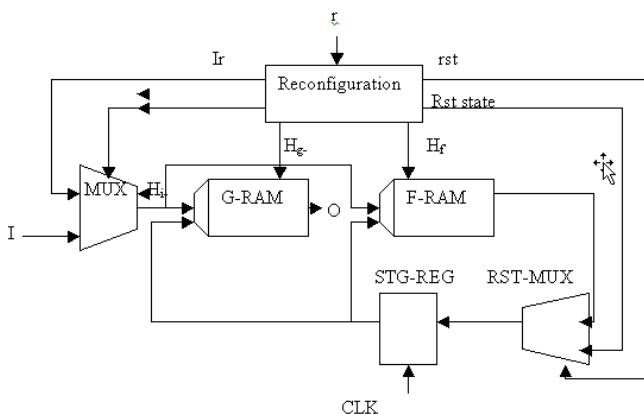 r
Ir
rst
Reconfiguration
Rst state
Hg-
Hf
MUX
Hi-
G-RAM
O
F-RAM
I
STG-REG
RST-MUX
CLK